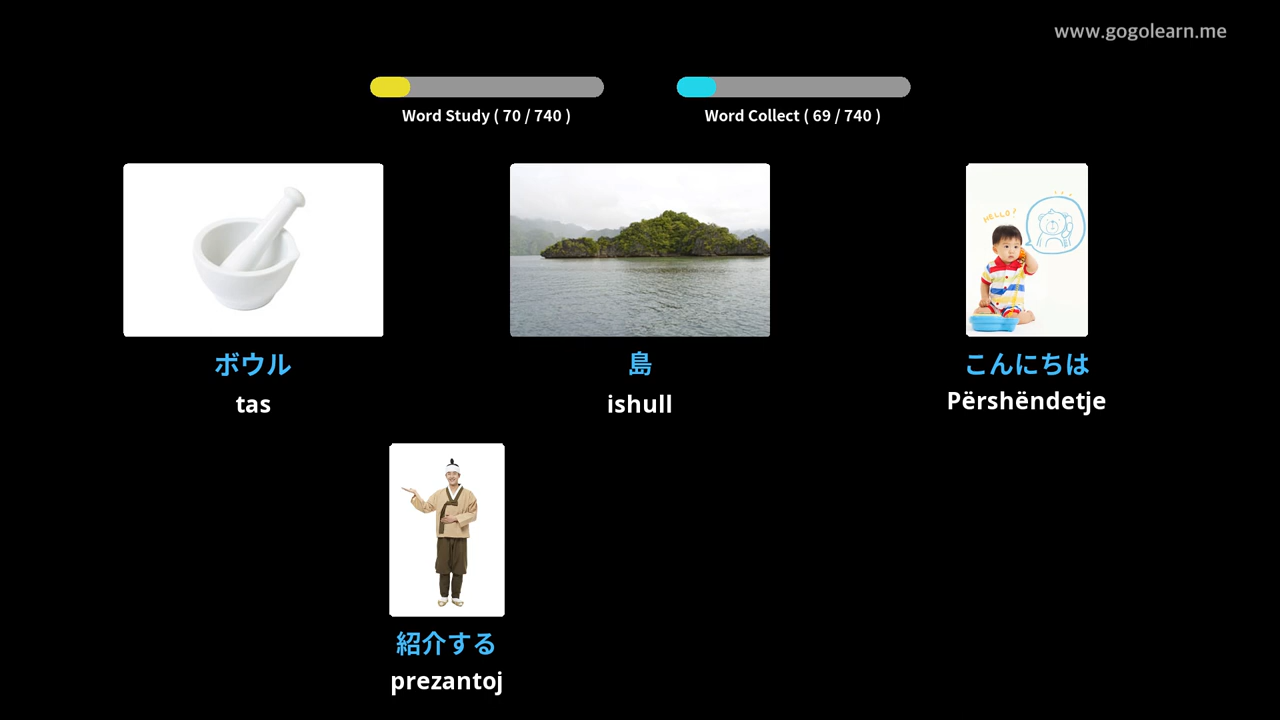 www.gogolearn.me
Word Study ( 70 / 740 )
Word Collect ( 69 / 740 )
ボウル
tas
島
ishull
HELLO?
こんにちは
Përshëndetje
紹介する
prezantoj